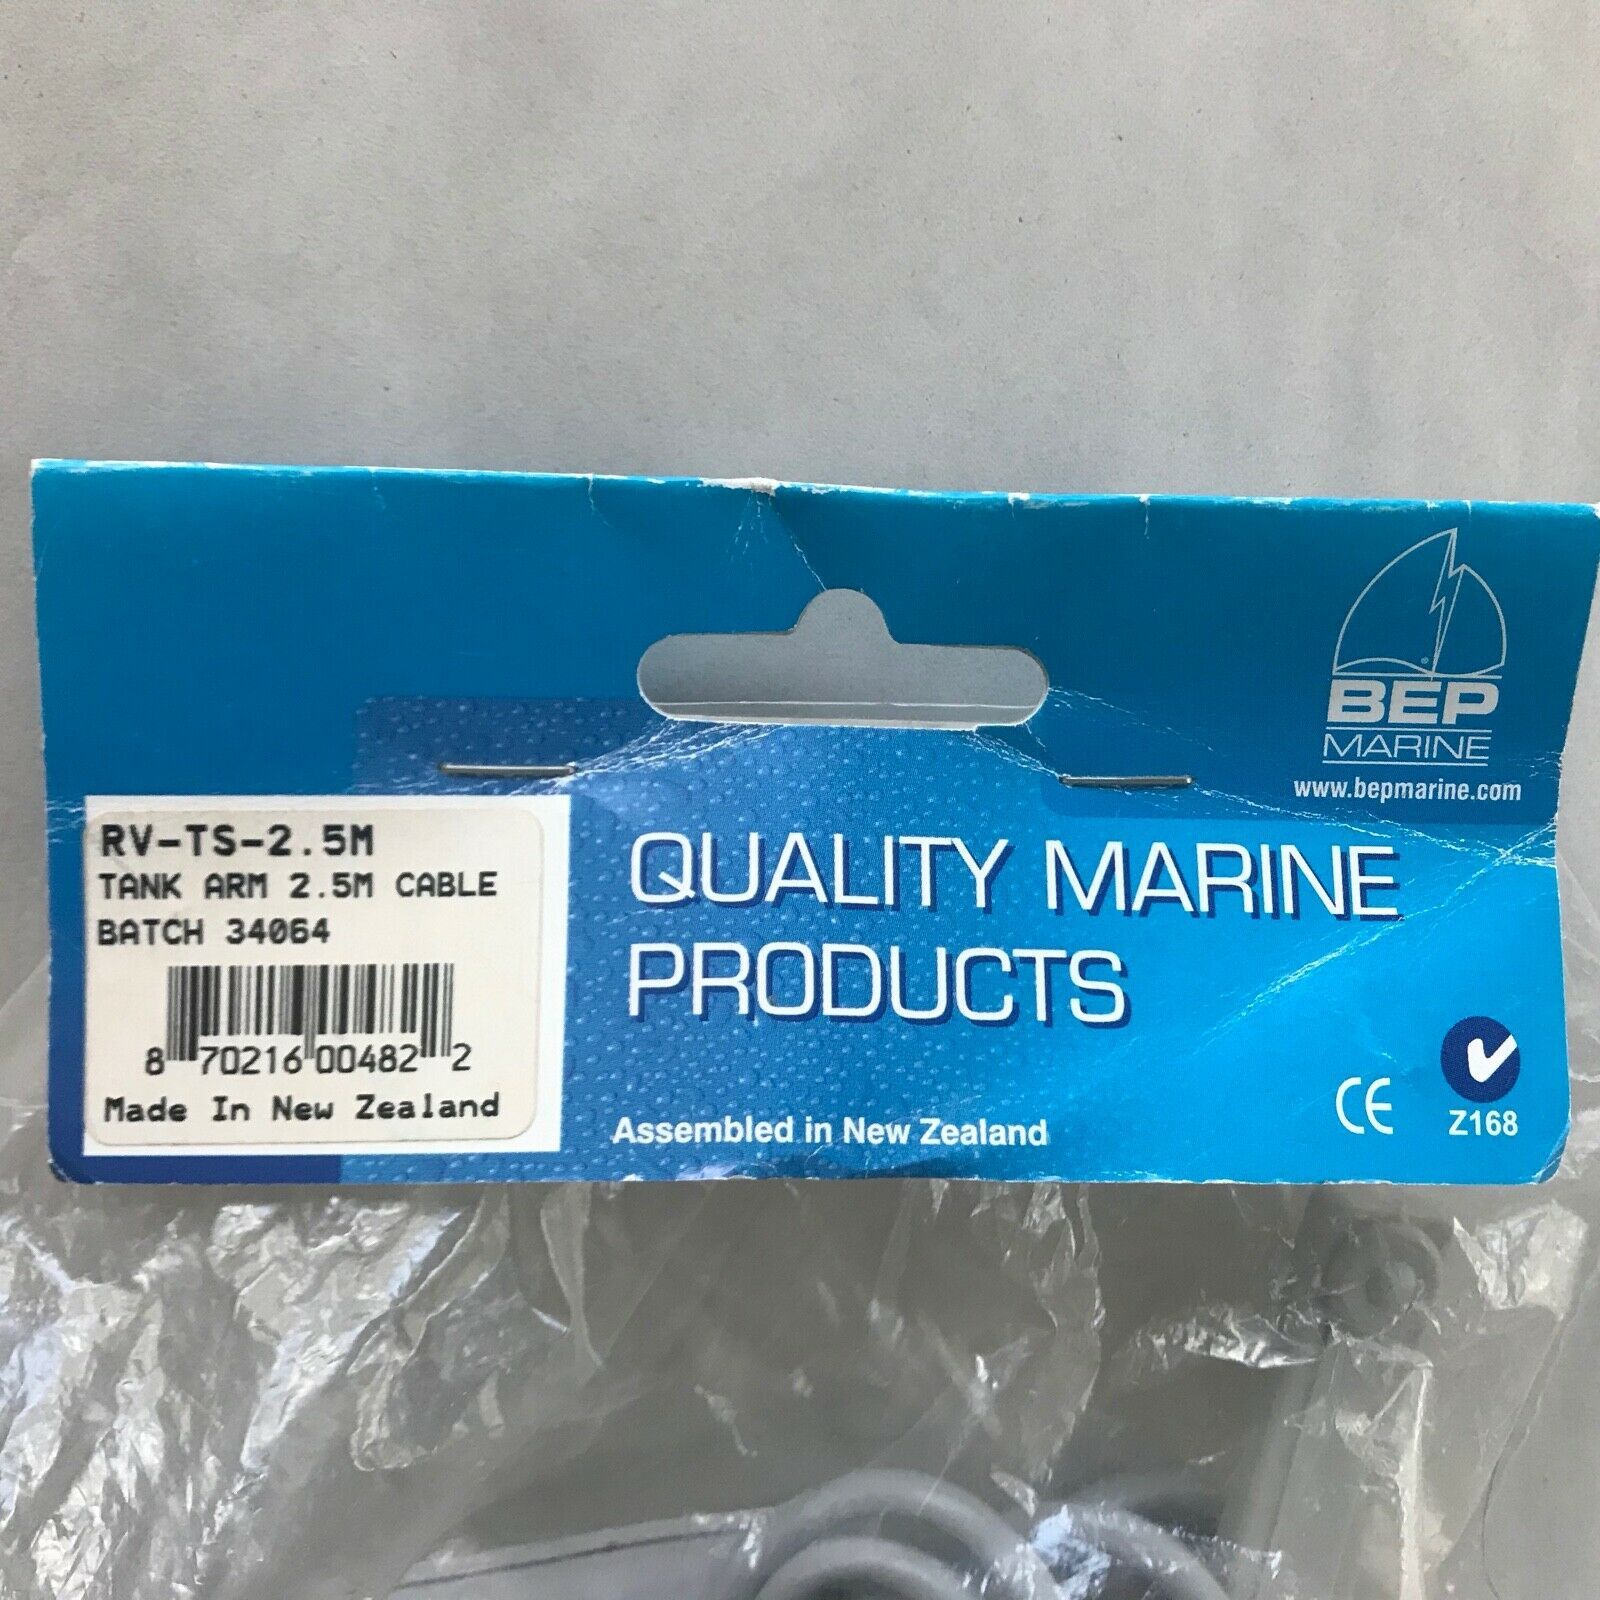 BEP
MARINE
www.bepmarine.com
RV-TS-2.5M
TANK ARM 2.5M CABLE
BATCH 34064
8 70216 00482 2
Made In New Zealand
QUALITY MARINE
PRODUCTS
Assembled in New Zealand
CE
Z168